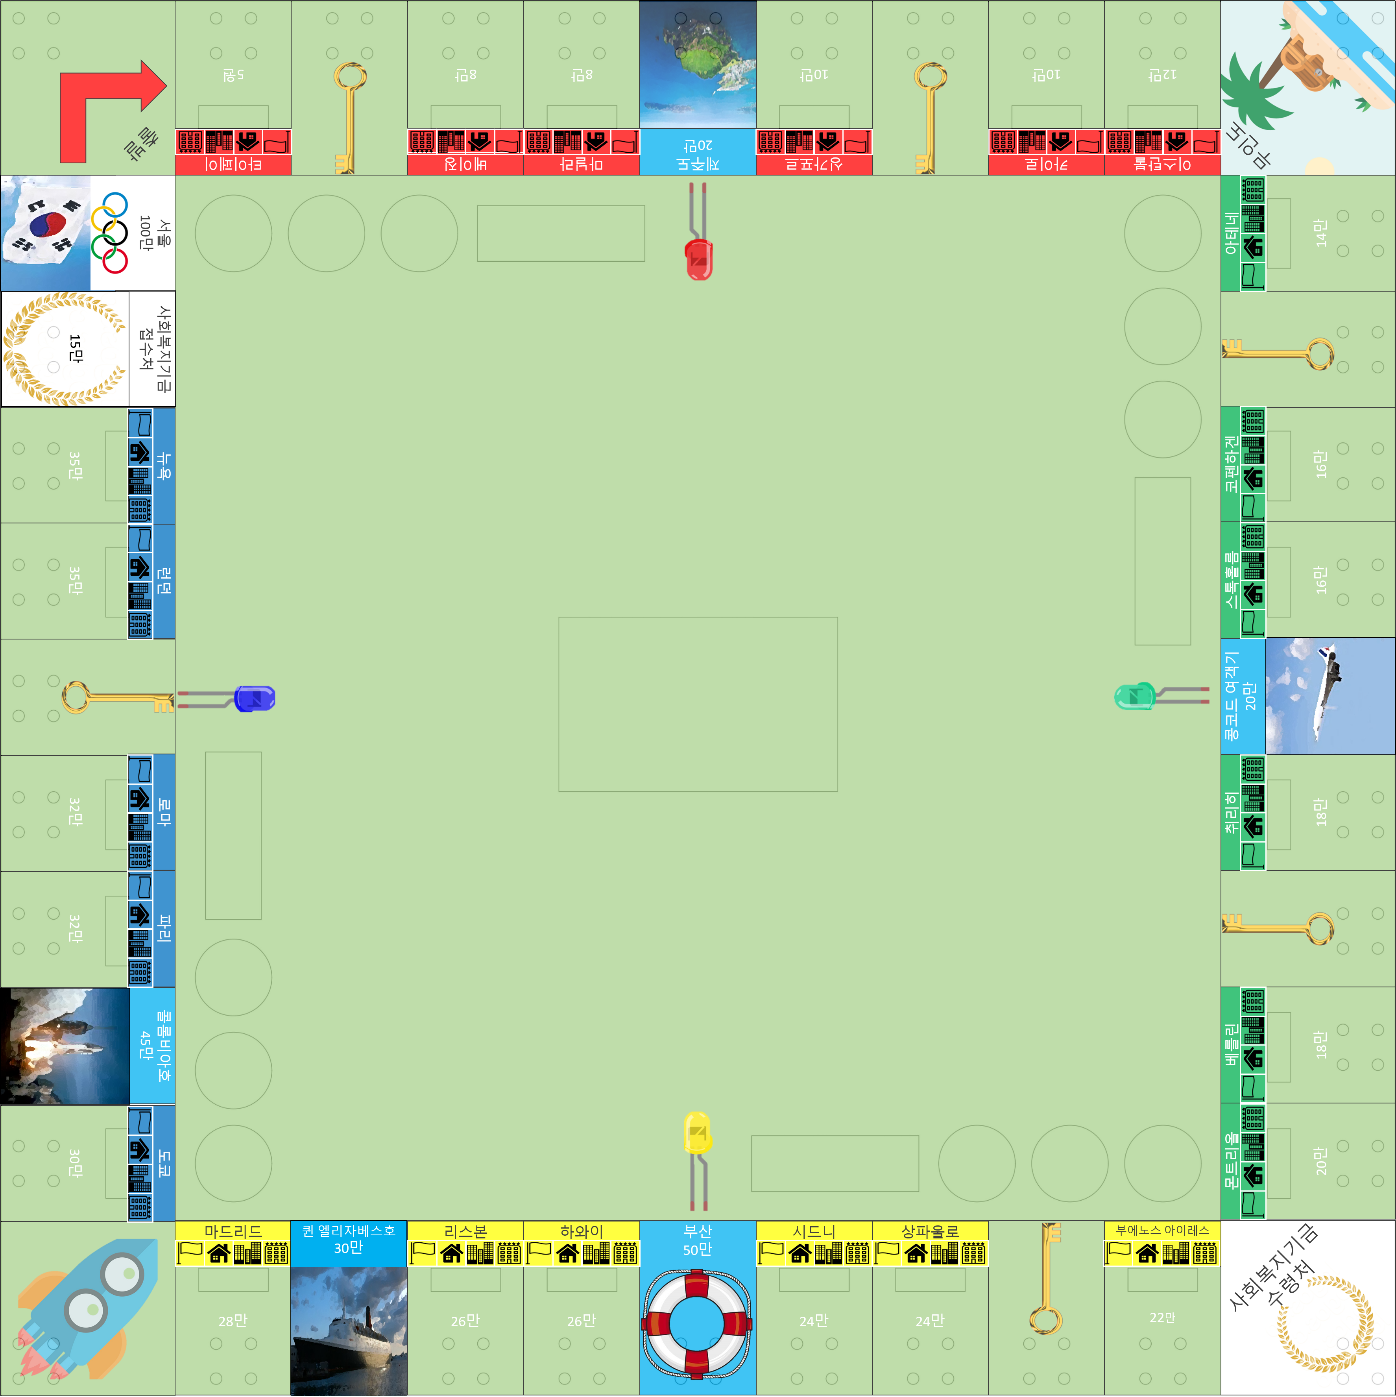 출발
5원
타이페이
8만
베이징
8만
마닐라
20만
제주도
10만
싱가포르
10만
카이로
12만
이스탄불
무인도
아테네
14만
코펜하겐
16만
스톡홀름
16만
콩코드 여객기
20만
취리히
18만
베를린
18만
몬트리올
20만
사회복지기금
수령처
부에노스 아이레스
22만
상파울로
24만
시드니
24만
부산
50만
하와이
26만
리스본
26만
퀸 엘리자베스호
30만
마드리드
28만
도쿄
30만
콜롬비아호
45만
파리
32만
로마
32만
런던
35만
뉴욕
35만
사회복지기금
접수처
15만
서울
100만